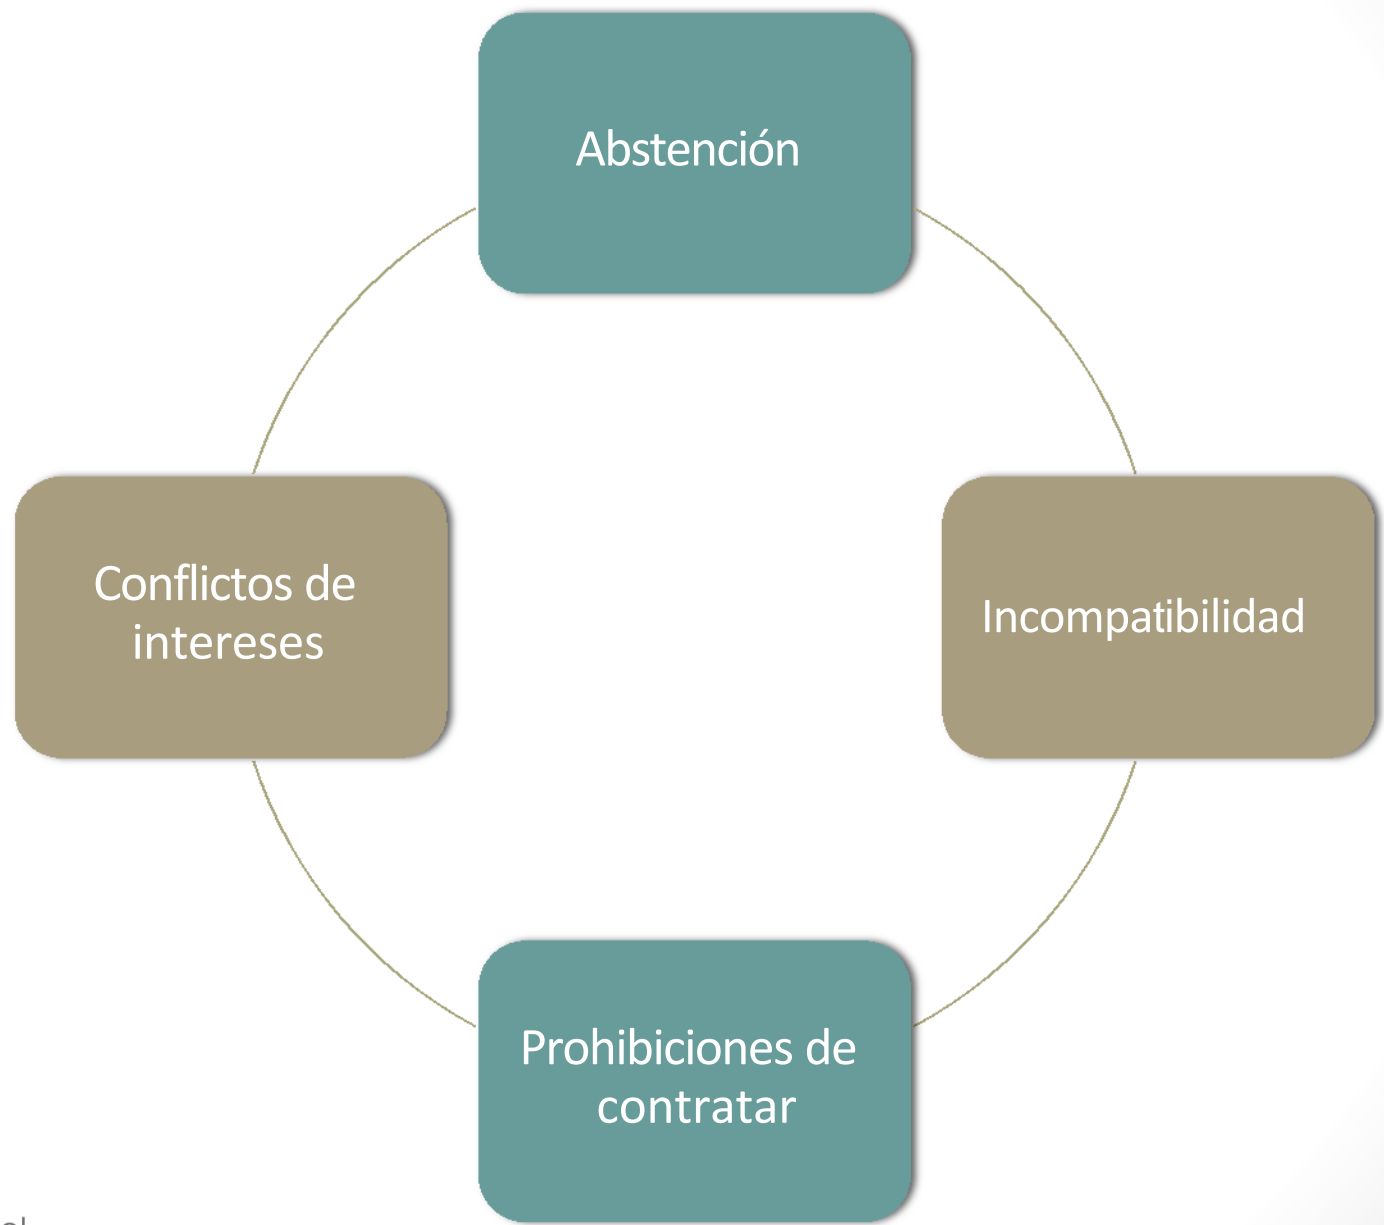 Abstención
Conflictos de
intereses
Incompatibilidad
Prohibiciones de
contratar